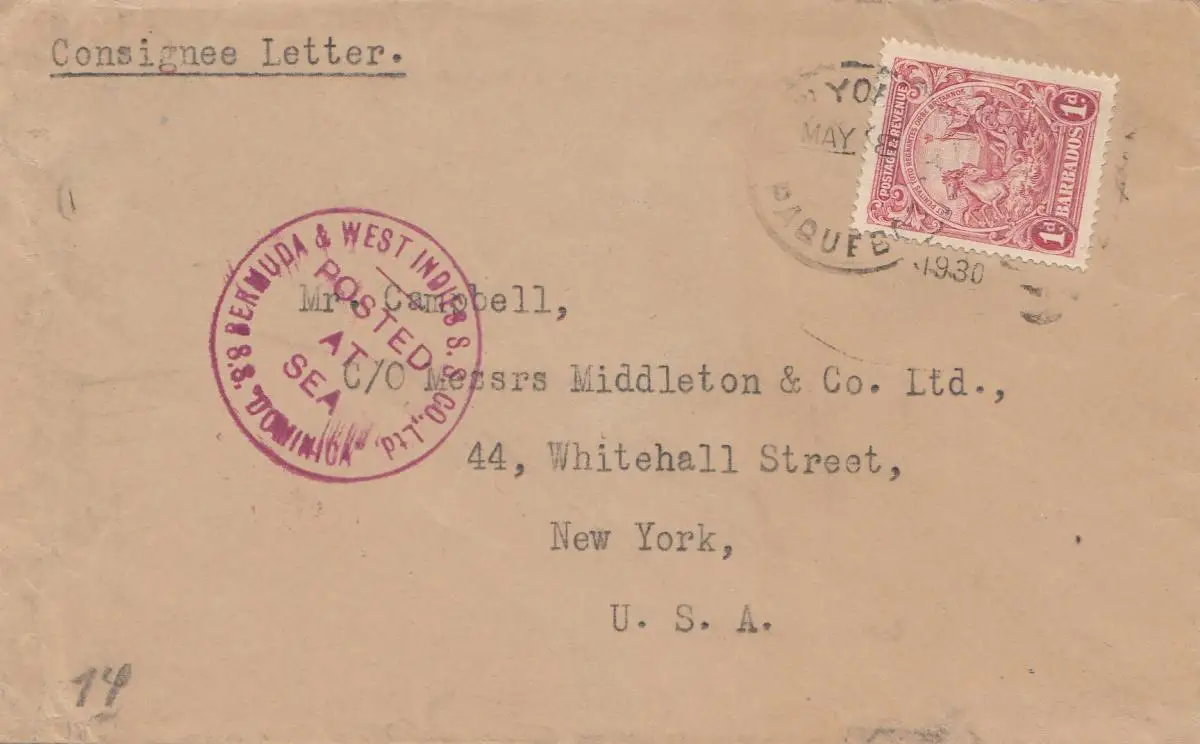 Consignee Letter.
YO
MAY
PAQUEB
1930
POSTAGE & REVENUE
1d
BARBADOS
1d
BERMUDA & WEST INDIES S.S. CO., Ltd.
S.S "DOMINICA"
POSTED
AT
SEA
Mr. Campbell,
C/O Messrs Middleton & Co. Ltd.,
44, Whitehall Street,
New York,
U. S. A.
14